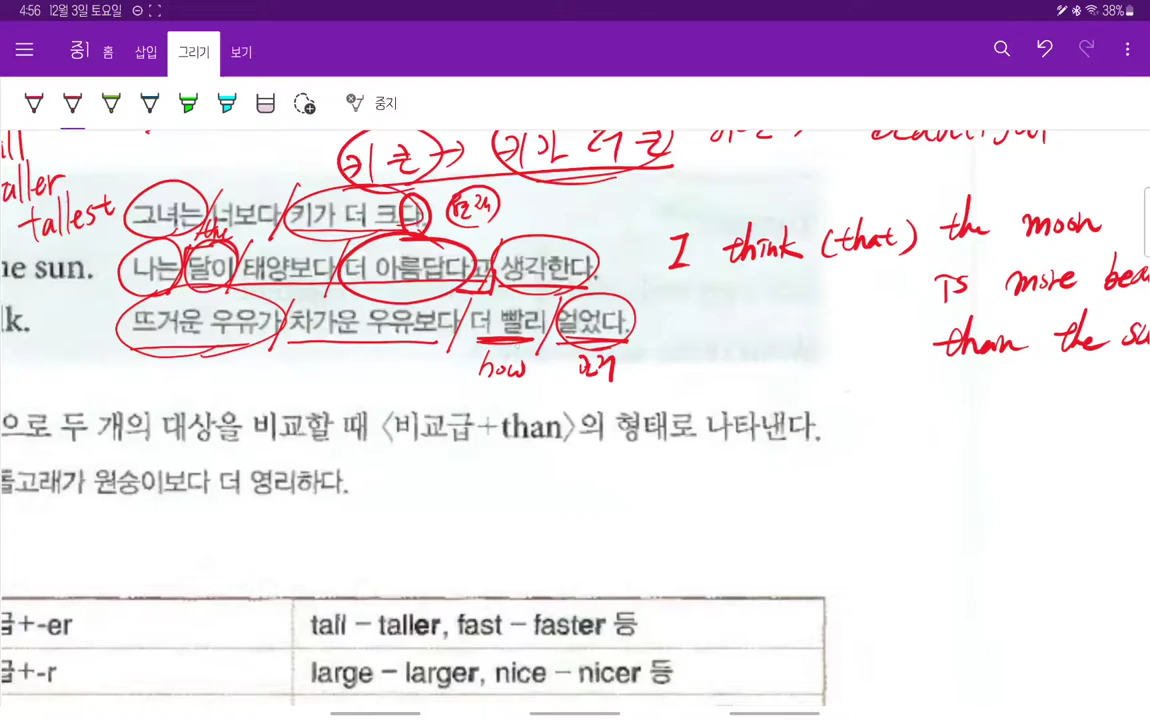 4:56 12월 3일 토요일 38%
중1 홈 삽입 그리기 보기
중지
키 큰 → 키가 더 큰
aller
tallest
그녀는 너보다 키가 더 크다.
the
he sun. 나는 달이 태양보다 더 아름답다고 생각한다.
I think (that) the moon
is more bea
than the su
lk. 뜨거운 우유가 차가운 우유보다 더 빨리 얼었다.
how
으로 두 개의 대상을 비교할 때 〈비교급+than〉의 형태로 나타낸다.
돌고래가 원숭이보다 더 영리하다.
급+-er tall – taller, fast – faster 등
급+-r large – larger, nice – nicer 등